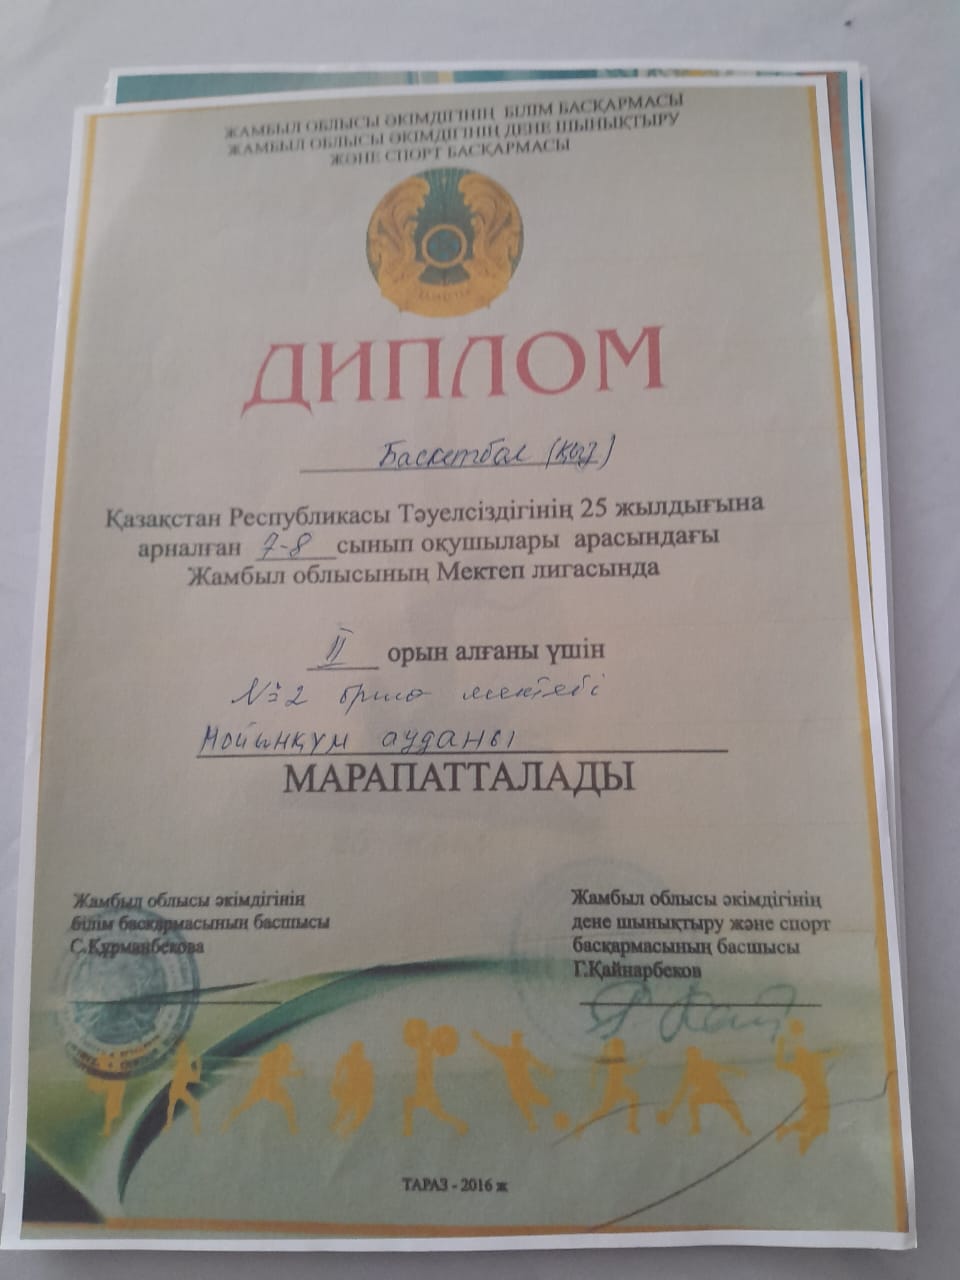 ЖАМБЫЛ ОБЛЫСЫ ӘКІМДІГІНІҢ БІЛІМ БАСҚАРМАСЫ
ЖАМБЫЛ ОБЛЫСЫ ӘКІМДІГІНІҢ ДЕНЕ ШЫНЫҚТЫРУ
ЖӘНЕ СПОРТ БАСҚАРМАСЫ
ДИПЛОМ
Баскетбол (қыз)
Қазақстан Республикасы Тәуелсіздігінің 25 жылдығына
арналған 7-8 сынып оқушылары арасындағы
Жамбыл облысының Мектеп лигасында
II орын алғаны үшін
№2 орта мектебі
Мойынқұм ауданы
МАРАПАТТАЛАДЫ
Жамбыл облысы әкімдігінің
білім басқармасының басшысы
С.Құрманбекова
Жамбыл облысы әкімдігінің
дене шынықтыру және спорт
басқармасының басшысы
Г.Қайнарбеков
ТАРАЗ - 2016 ж